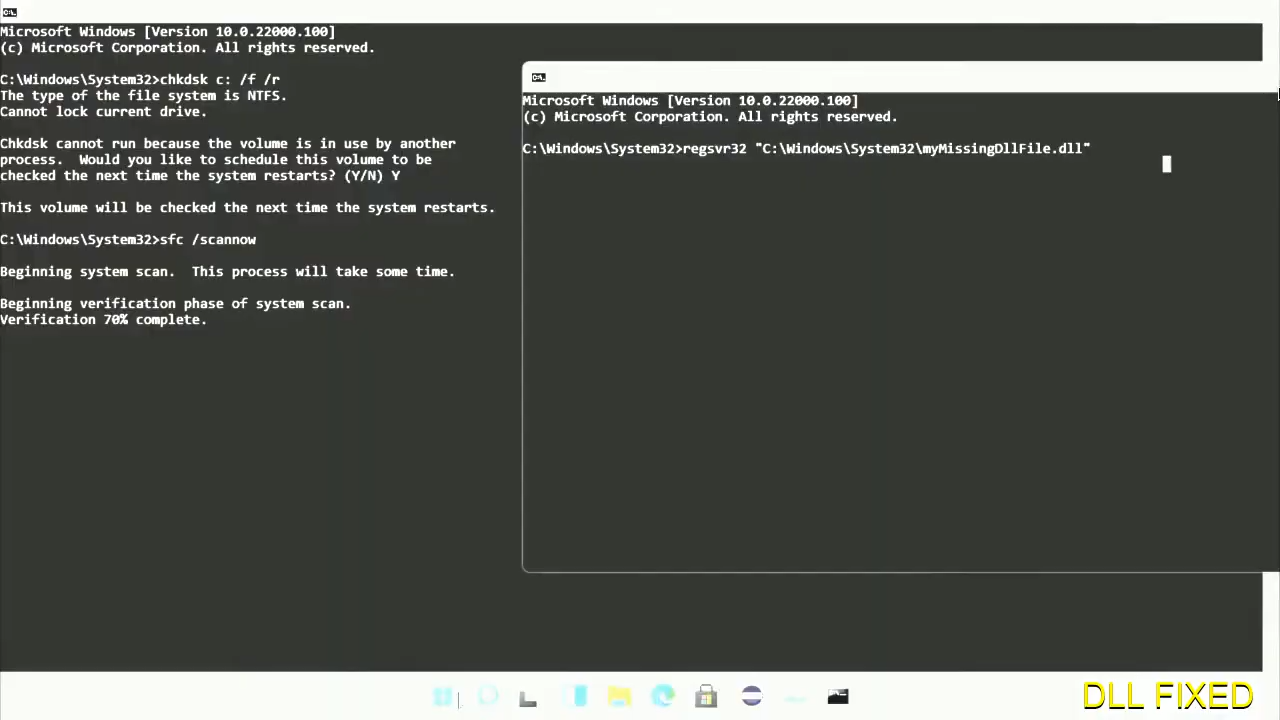 Microsoft Windows [Version 10.0.22000.100]
(c) Microsoft Corporation. All rights reserved.
C:\Windows\System32>chkdsk c: /f /r
The type of the file system is NTFS.
Cannot lock current drive.
Chkdsk cannot run because the volume is in use by another
process.  Would you like to schedule this volume to be
checked the next time the system restarts? (Y/N) Y
This volume will be checked the next time the system restarts.
C:\Windows\System32>sfc /scannow
Beginning system scan.  This process will take some time.
Beginning verification phase of system scan.
Verification 70% complete.
Microsoft Windows [Version 10.0.22000.100]
(c) Microsoft Corporation. All rights reserved.
C:\Windows\System32>regsvr32 "C:\Windows\System32\myMissingDllFile.dll"
DLL FIXED